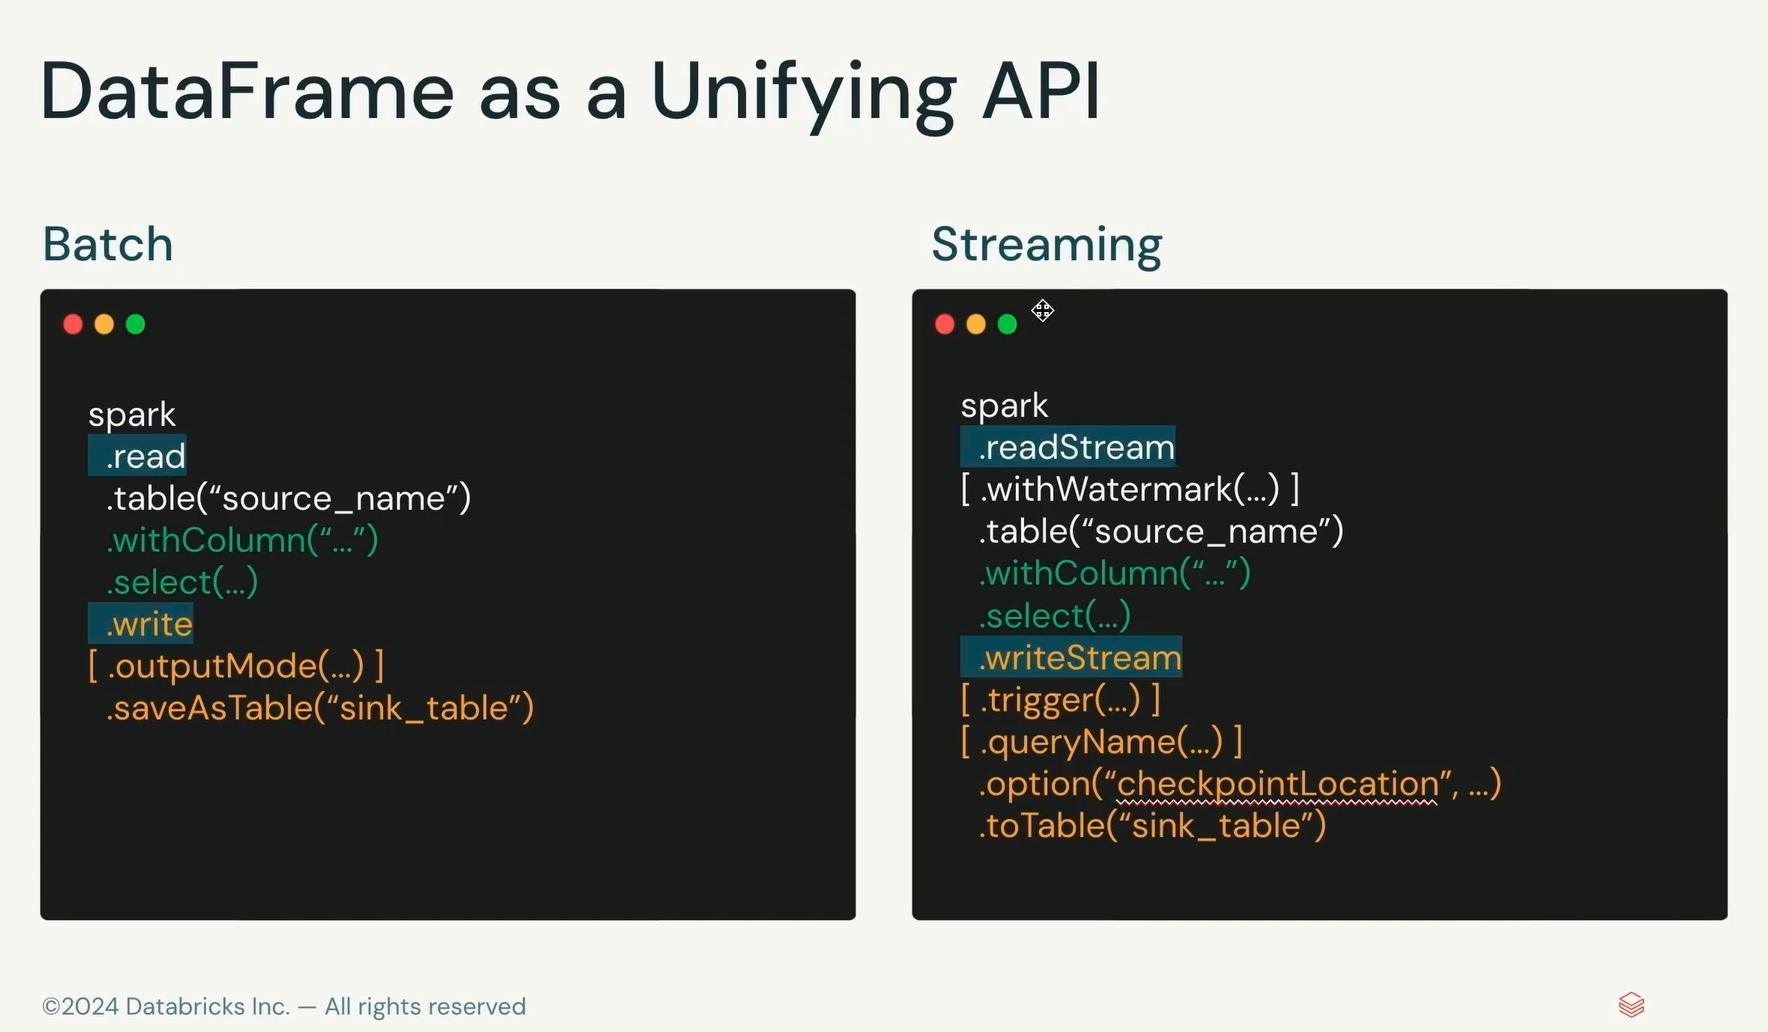 DataFrame as a Unifying API
Batch
spark
.read
.table(“source_name”)
.withColumn(“...”)
.select(...)
.write
[ .outputMode(...) ]
.saveAsTable(“sink_table”)
Streaming
spark
.readStream
[ .withWatermark(...) ]
.table(“source_name”)
.withColumn(“...”)
.select(...)
.writeStream
[ .trigger(...) ]
[ .queryName(...) ]
.option(“checkpointLocation”, ...)
.toTable(“sink_table”)
©2024 Databricks Inc. — All rights reserved